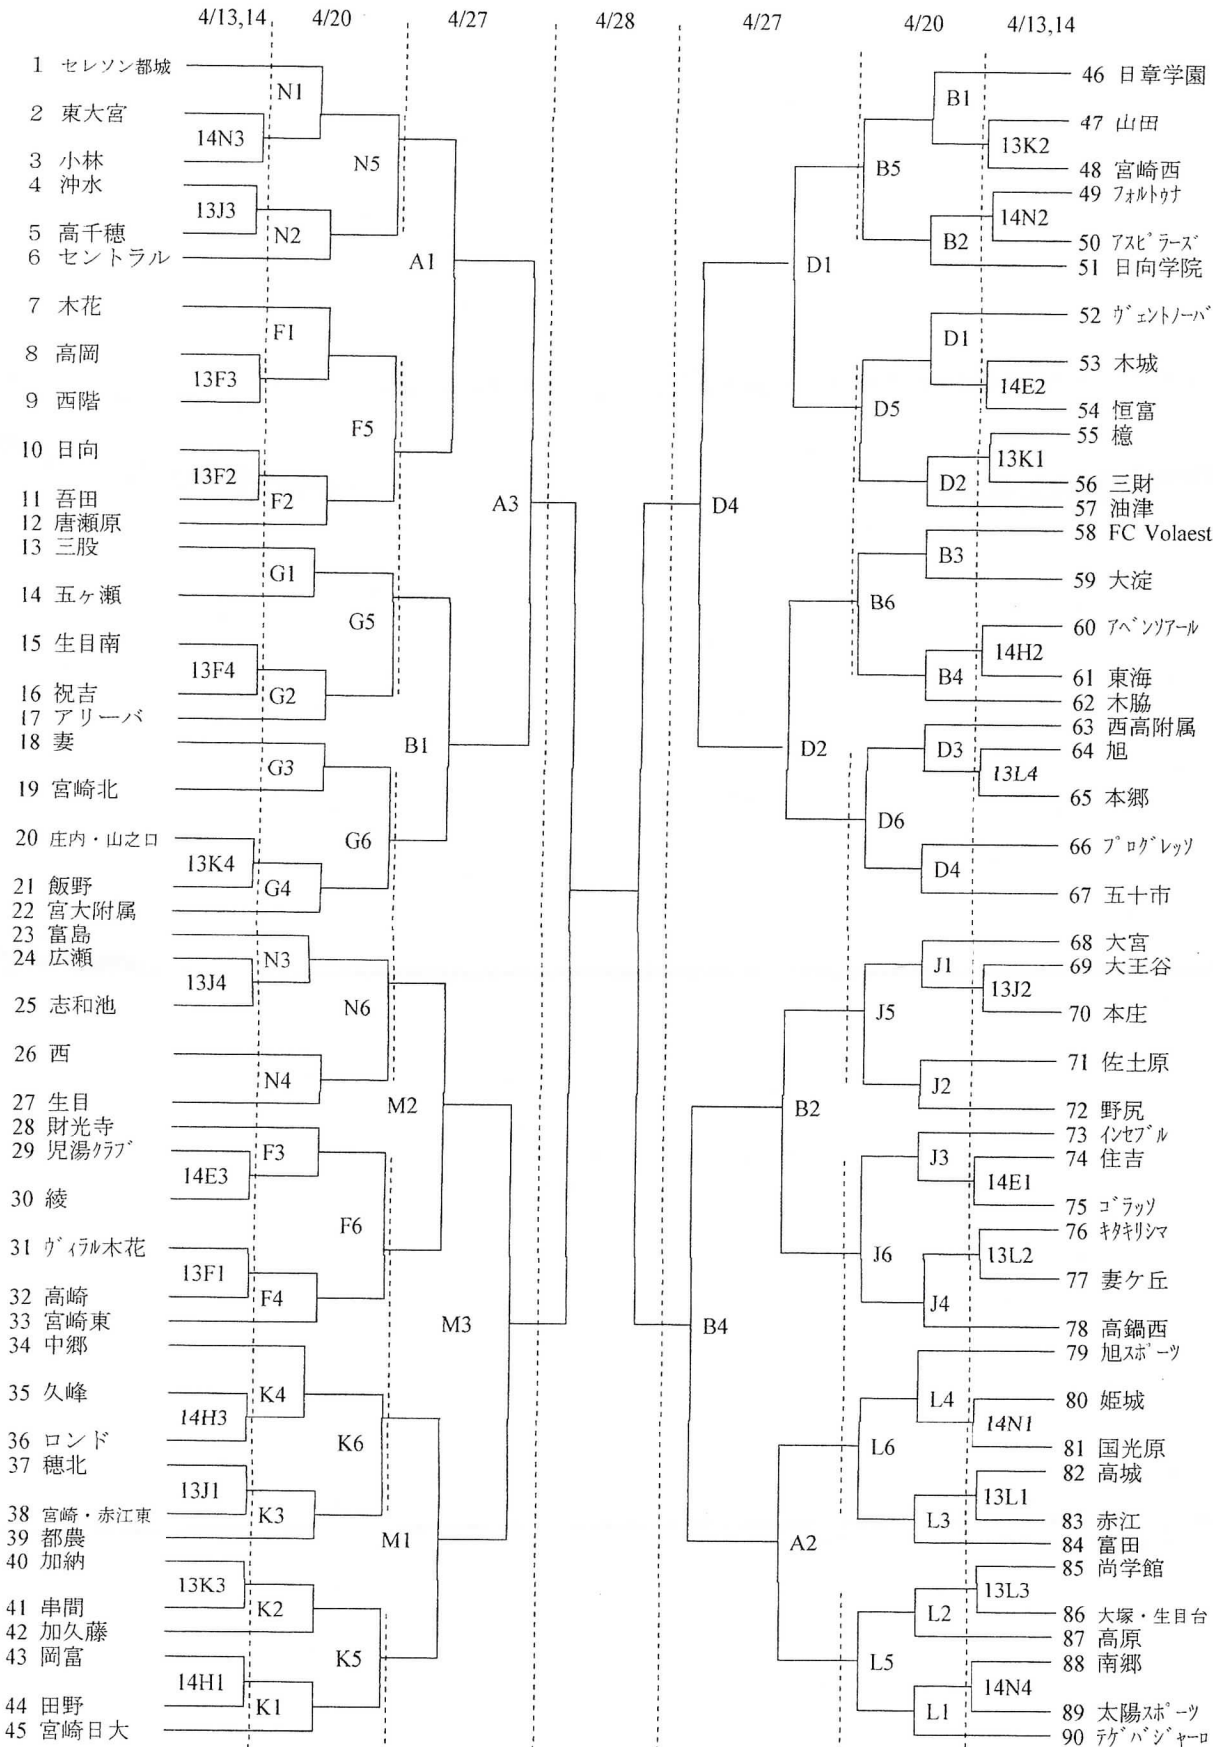 4/13,14 4/20 4/27 4/28 4/27 4/20 4/13,14
1 セレソン都城
N1
2 東大宮
14N3
3 小林
N5
4 沖水
13J3
5 高千穂
N2
6 セントラル
A1
7 木花
F1
8 高岡
13F3
9 西階
F5
10 日向
13F2
11 吾田
F2
12 唐瀬原
A3
13 三股
G1
14 五ヶ瀬
G5
15 生目南
13F4
16 祝吉
G2
17 アリーバ
18 妻
B1
G3
19 宮崎北
20 庄内・山之口
G6
13K4
21 飯野
G4
22 宮大附属
23 富島
24 広瀬
N3
13J4
25 志和池
N6
26 西
N4
27 生目
M2
28 財光寺
29 児湯クラブ
F3
14E3
30 綾
F6
31 ヴィラル木花
13F1
32 高崎
F4
33 宮崎東
M3
34 中郷
35 久峰
K4
14H3
36 ロンド
K6
37 穂北
13J1
38 宮崎・赤江東
K3
39 都農
M1
40 加納
13K3
41 串間
K2
42 加久藤
43 岡富
K5
14H1
44 田野
K1
45 宮崎日大
46 日章学園
B1
47 山田
13K2
48 宮崎西
B5
49 フォルトゥナ
14N2
50 アスピラーズ
B2
51 日向学院
D1
52 ヴェントノーバ
D1
53 木城
14E2
54 恒富
D5
55 檍
13K1
56 三財
D2
57 油津
D4
58 FC Volaest
B3
59 大淀
B6
60 アベンソアール
14H2
61 東海
B4
62 木脇
63 西高附属
D2
D3
64 旭
13L4
65 本郷
D6
66 プログレッソ
D4
67 五十市
68 大宮
J1
69 大王谷
13J2
70 本庄
J5
71 佐土原
J2
72 野尻
B2
73 インセブル
J3
74 住吉
14E1
75 ゴラッソ
76 キタキリシマ
J6
13L2
77 妻ケ丘
J4
78 高鍋西
B4
79 旭スポーツ
L4
80 姫城
14N1
81 国光原
L6
82 高城
13L1
83 赤江
L3
84 富田
A2
85 尚学館
13L3
86 大塚・生目台
L2
87 高原
88 南郷
L5
14N4
89 太陽スポーツ
L1
90 テゲバジャーロ